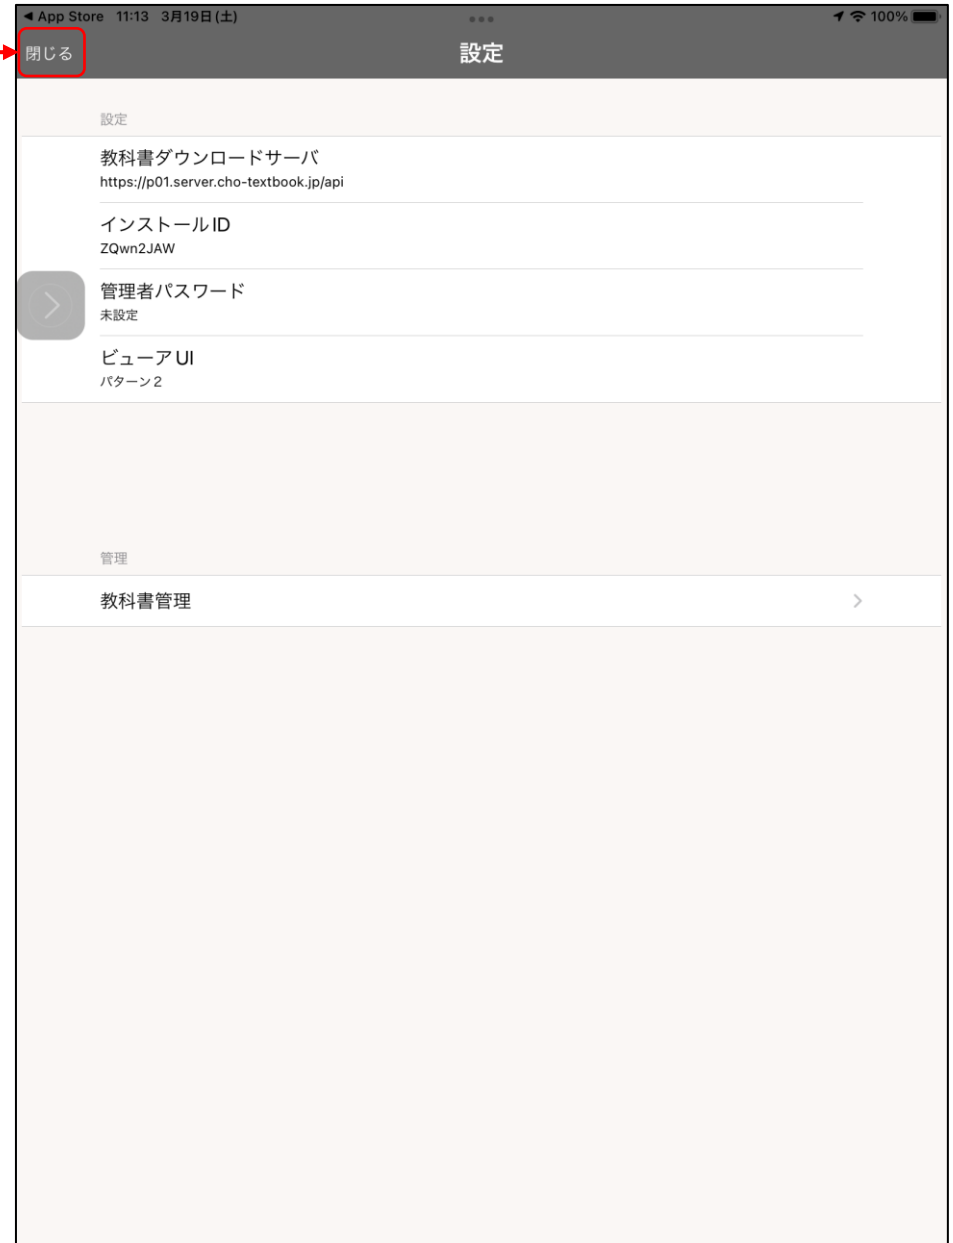 ◀ App Store 11:13 3月19日(土) 100%
閉じる 設定
設定
教科書ダウンロードサーバ
https://p01.server.cho-textbook.jp/api
インストールID
ZQwn2JAW
管理者パスワード
未設定
ビューアUI
パターン2
管理
教科書管理